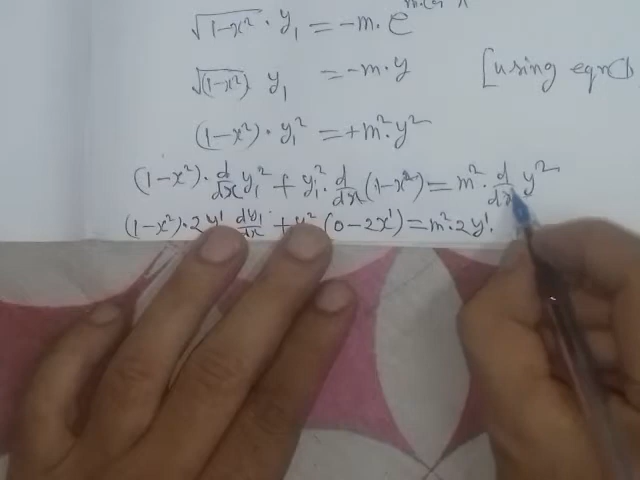 √1-x² · y₁ = -m · e^m
√(1-x²) y₁ = -m · y [using eqn ①
(1-x²) · y₁² = +m² · y²
(1-x²) · d/dx y₁² + y₁² · d/dx (1-x²) = m² · d/dx y²
(1-x²) · 2y₁¹ dy₁/dx + y₁² (0-2x¹) = m² · 2y¹ ·